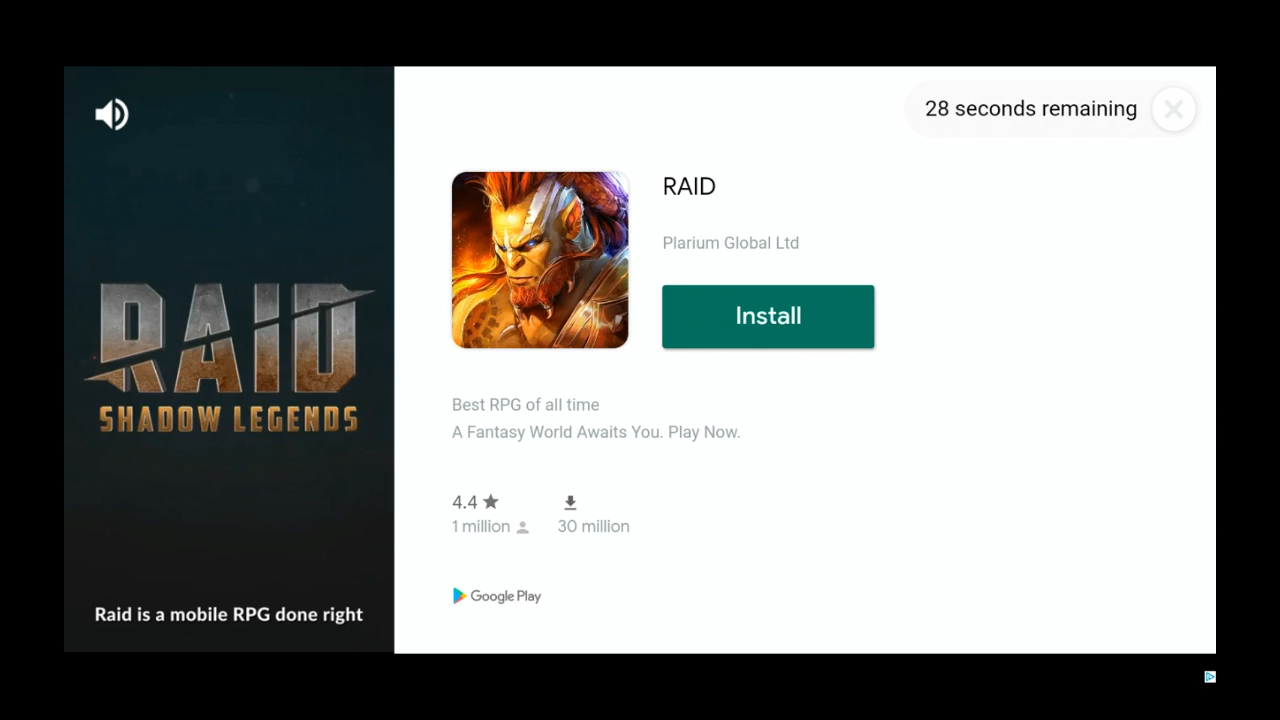 28 seconds remaining
RAID
Plarium Global Ltd
Install
RAID
SHADOW LEGENDS
Best RPG of all time
A Fantasy World Awaits You. Play Now.
4.4
1 million
30 million
Google Play
Raid is a mobile RPG done right